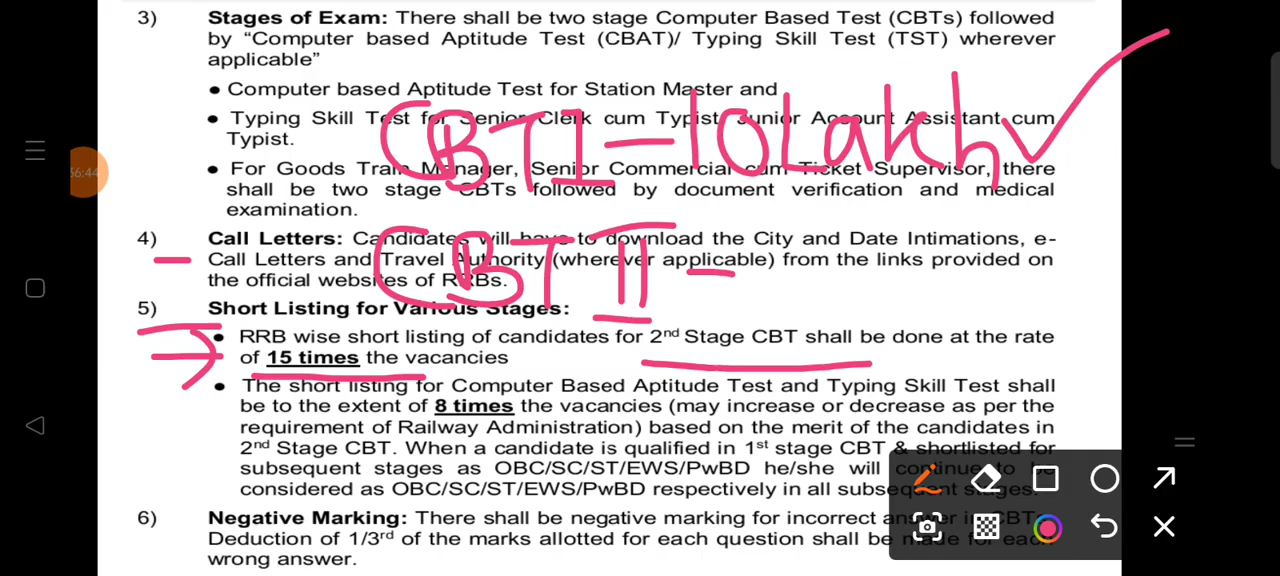 3) Stages of Exam: There shall be two stage Computer Based Test (CBTs) followed
by “Computer based Aptitude Test (CBAT)/ Typing Skill Test (TST) wherever
applicable”
• Computer based Aptitude Test for Station Master and
• Typing Skill Test for Senior Clerk cum Typist, Junior Account Assistant cum
Typist.
CBT I - 10 Lakh
• For Goods Train Manager, Senior Commercial cum Ticket Supervisor, there
shall be two stage CBTs followed by document verification and medical
examination.
4) Call Letters: Candidates will have to download the City and Date Intimations, e-
Call Letters and Travel Authority (wherever applicable) from the links provided on
the official websites of RRBs.
CBT II -
5) Short Listing for Various Stages:
• RRB wise short listing of candidates for 2nd Stage CBT shall be done at the rate
of 15 times the vacancies
• The short listing for Computer Based Aptitude Test and Typing Skill Test shall
be to the extent of 8 times the vacancies (may increase or decrease as per the
requirement of Railway Administration) based on the merit of the candidates in
2nd Stage CBT. When a candidate is qualified in 1st stage CBT & shortlisted for
subsequent stages as OBC/SC/ST/EWS/PwBD he/she will continue to be
considered as OBC/SC/ST/EWS/PwBD respectively in all subsequent stages.
6) Negative Marking: There shall be negative marking for incorrect answer in CBTs.
Deduction of 1/3rd of the marks allotted for each question shall be made for each
wrong answer.
56:44